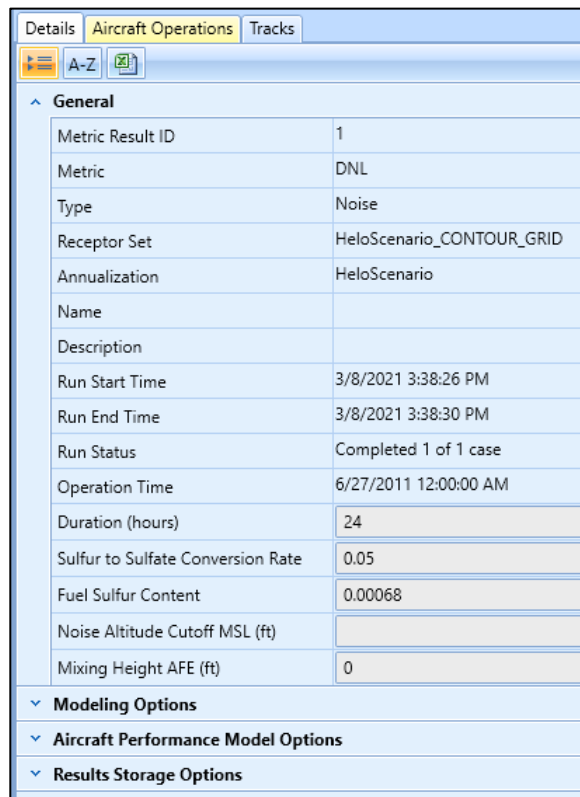 Details Aircraft Operations Tracks
A-Z
General
Metric Result ID 1
Metric DNL
Type Noise
Receptor Set HeloScenario_CONTOUR_GRID
Annualization HeloScenario
Name
Description
Run Start Time 3/8/2021 3:38:26 PM
Run End Time 3/8/2021 3:38:30 PM
Run Status Completed 1 of 1 case
Operation Time 6/27/2011 12:00:00 AM
Duration (hours) 24
Sulfur to Sulfate Conversion Rate 0.05
Fuel Sulfur Content 0.00068
Noise Altitude Cutoff MSL (ft)
Mixing Height AFE (ft) 0
Modeling Options
Aircraft Performance Model Options
Results Storage Options